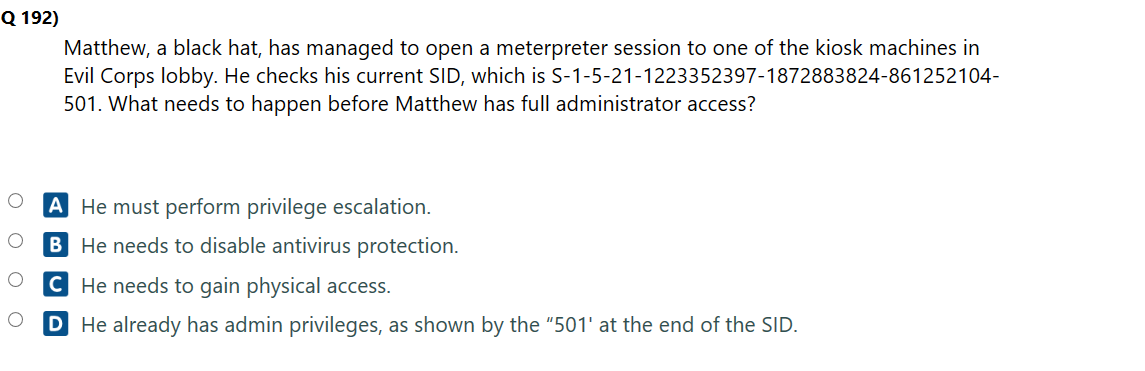 Q 192)
Matthew, a black hat, has managed to open a meterpreter session to one of the kiosk machines in
Evil Corps lobby. He checks his current SID, which is S-1-5-21-1223352397-1872883824-861252104-
501. What needs to happen before Matthew has full administrator access?
A He must perform privilege escalation.
B He needs to disable antivirus protection.
C He needs to gain physical access.
D He already has admin privileges, as shown by the “501' at the end of the SID.